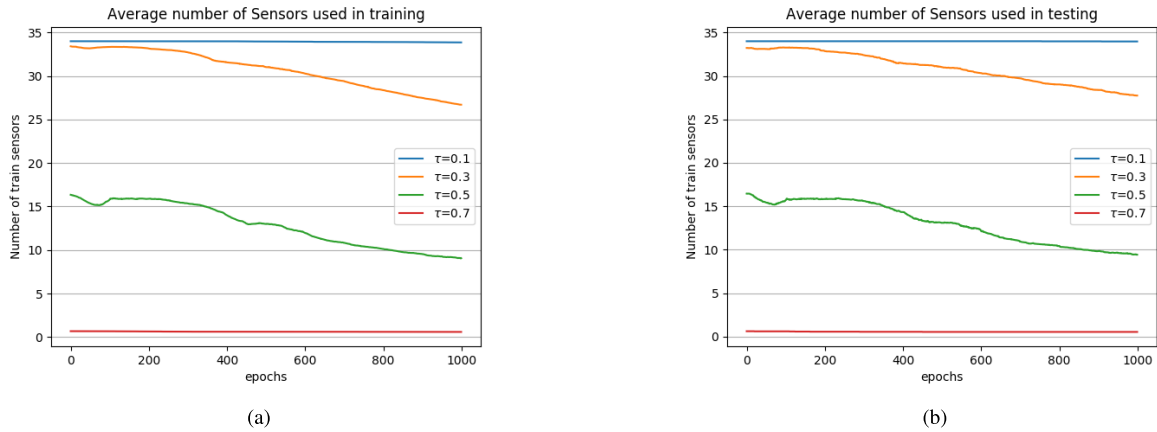 Average number of Sensors used in training
Number of train sensors
35
30
25
20
15
10
5
0
τ=0.1
τ=0.3
τ=0.5
τ=0.7
0 200 400 600 800 1000
epochs
(a)
Average number of Sensors used in testing
Number of train sensors
35
30
25
20
15
10
5
0
τ=0.1
τ=0.3
τ=0.5
τ=0.7
0 200 400 600 800 1000
epochs
(b)